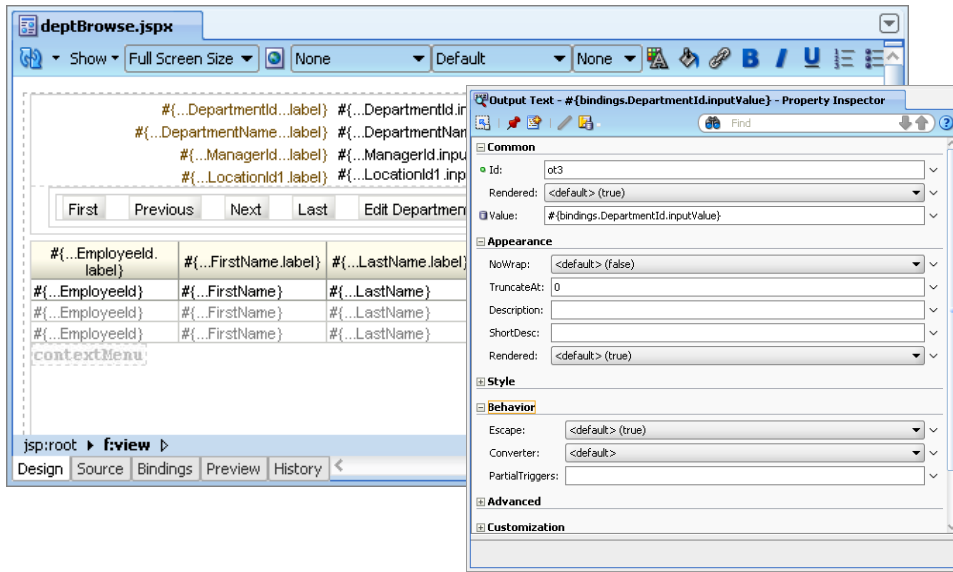 deptBrowse.jspx
Show Full Screen Size None Default None B I U
#{...DepartmentId...label} #{...DepartmentId.in
#{...DepartmentName...label} #{...DepartmentNam
#{...ManagerId...label} #{...ManagerId.inpu
#{...LocationId1.label} #{...LocationId1.inp
First Previous Next Last Edit Departmen
#{...EmployeeId.
label} #{...FirstName.label} #{...LastName.label}
#{...EmployeeId} #{...FirstName} #{...LastName}
#{...EmployeeId} #{...FirstName} #{...LastName}
#{...EmployeeId} #{...FirstName} #{...LastName}
contextMenu
jsp:root f:view
Design Source Bindings Preview History
Output Text - #{bindings.DepartmentId.inputValue} - Property Inspector
Find
Common
Id: ot3
Rendered: <default> (true)
Value: #{bindings.DepartmentId.inputValue}
Appearance
NoWrap: <default> (false)
TruncateAt: 0
Description:
ShortDesc:
Rendered: <default> (true)
Style
Behavior
Escape: <default> (true)
Converter: <default>
PartialTriggers:
Advanced
Customization